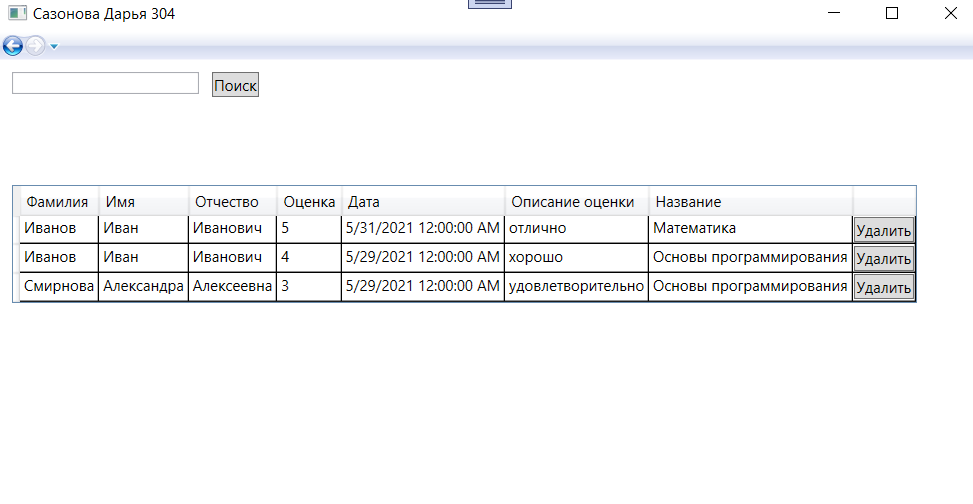 Сазонова Дарья 304
Поиск
Фамилия Имя Отчество Оценка Дата Описание оценки Название
Иванов Иван Иванович 5 5/31/2021 12:00:00 AM отлично Математика Удалить
Иванов Иван Иванович 4 5/29/2021 12:00:00 AM хорошо Основы программирования Удалить
Смирнова Александра Алексеевна 3 5/29/2021 12:00:00 AM удовлетворительно Основы программирования Удалить